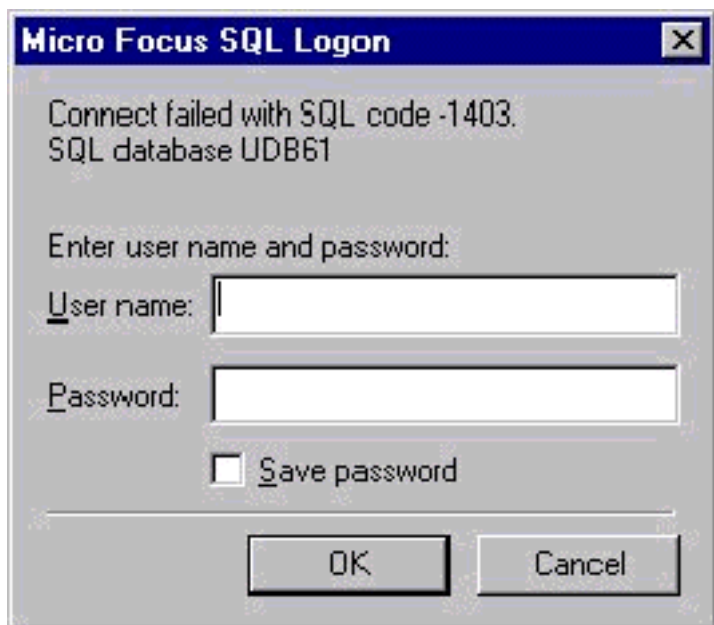 Micro Focus SQL Logon
Connect failed with SQL code -1403.
SQL database UDB61
Enter user name and password:
User name:
Password:
Save password
OK Cancel